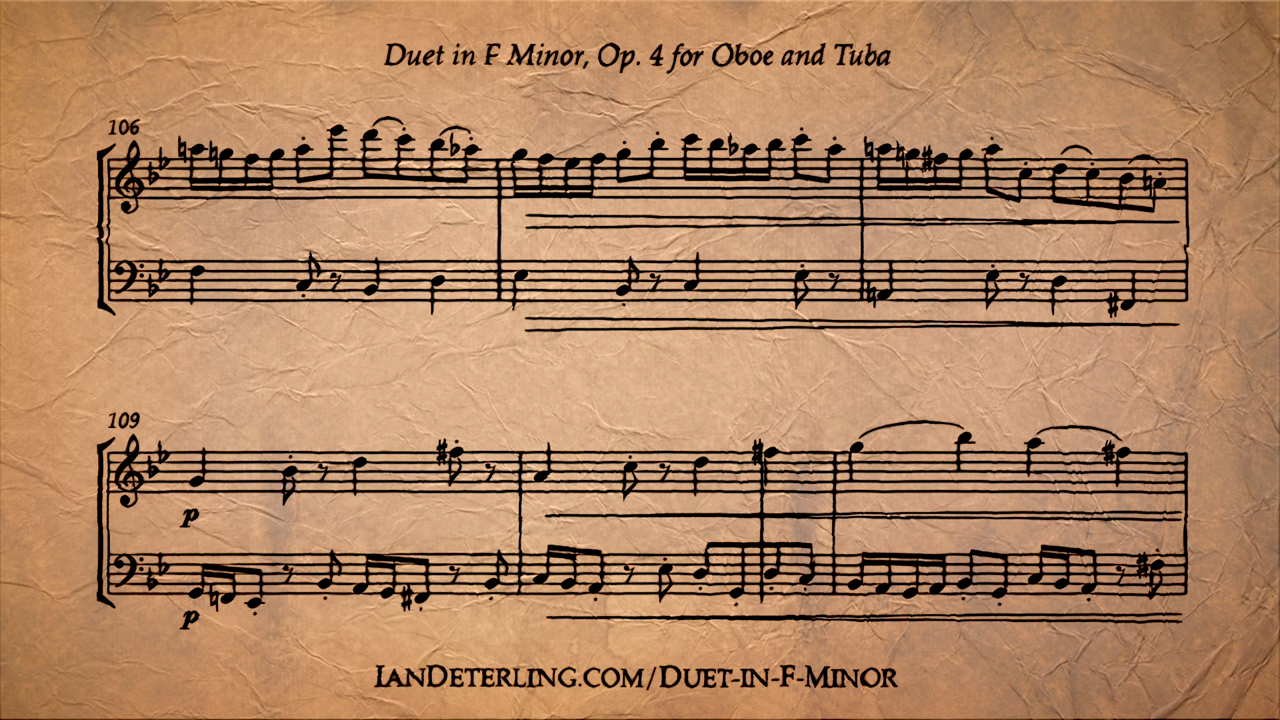 Duet in F Minor, Op. 4 for Oboe and Tuba
106
109
p
p
IanDeterling.com/Duet-in-F-Minor